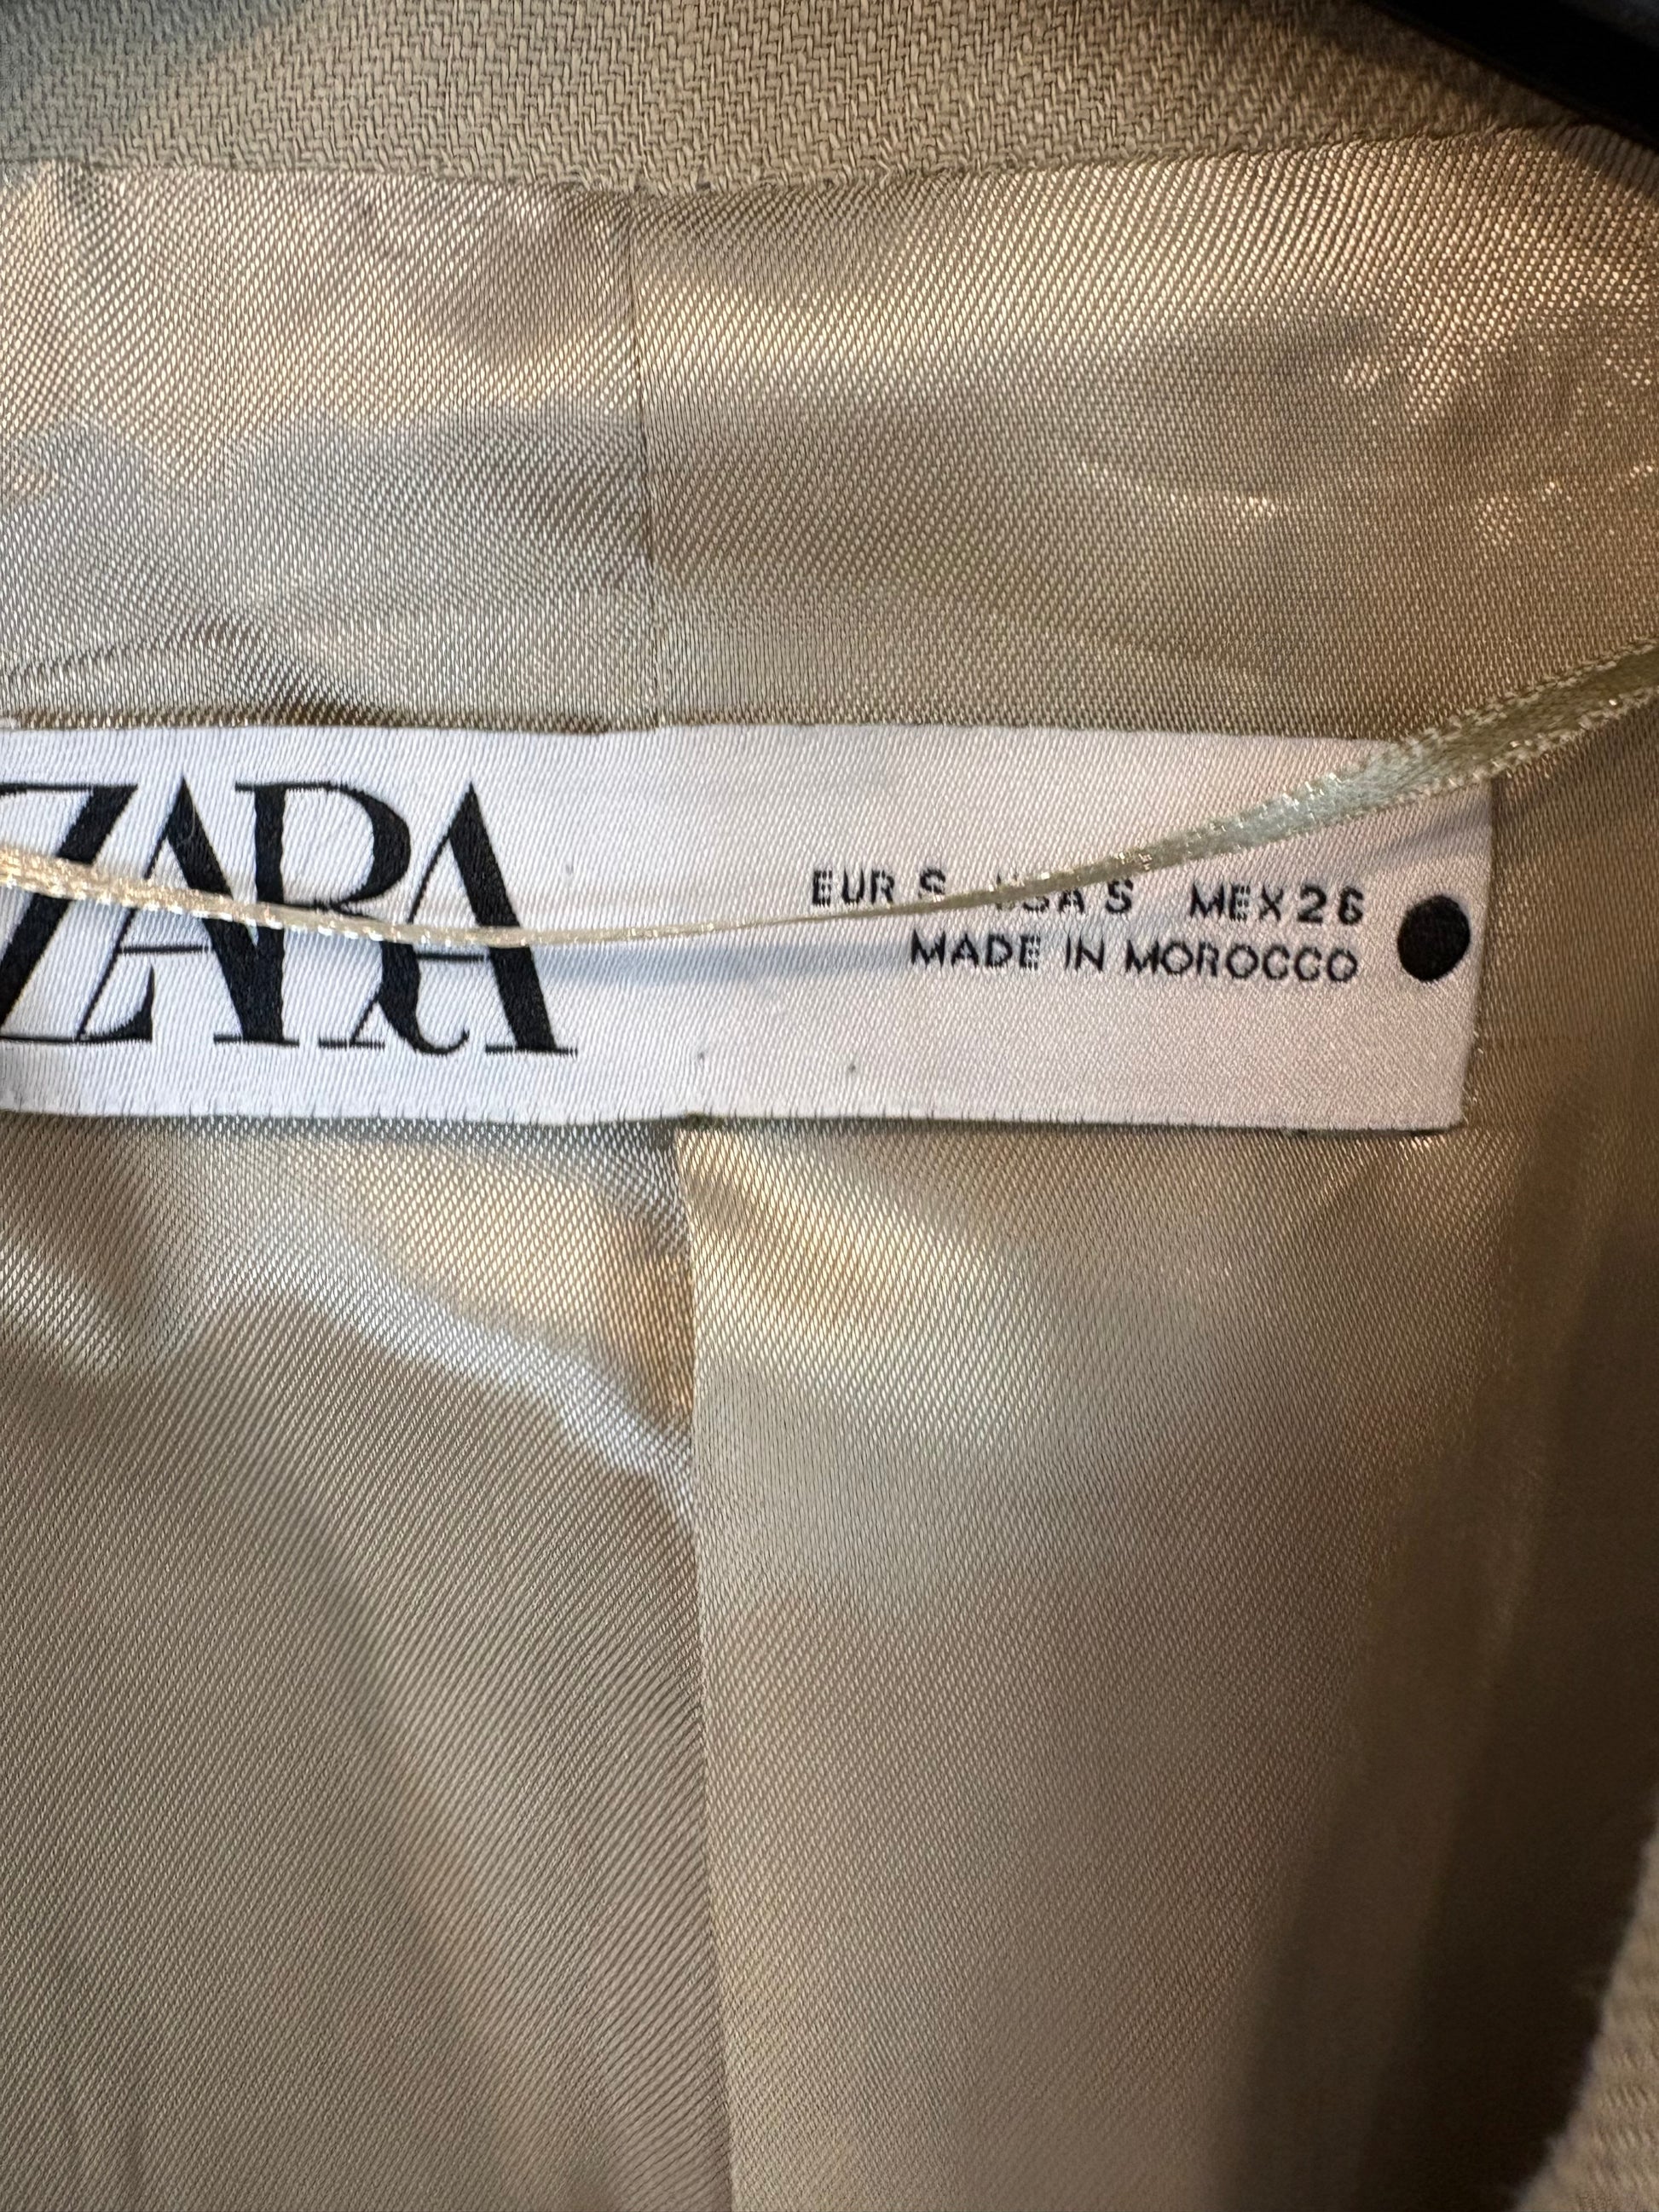 ZARA
EUR S USA S MEX 26
MADE IN MOROCCO